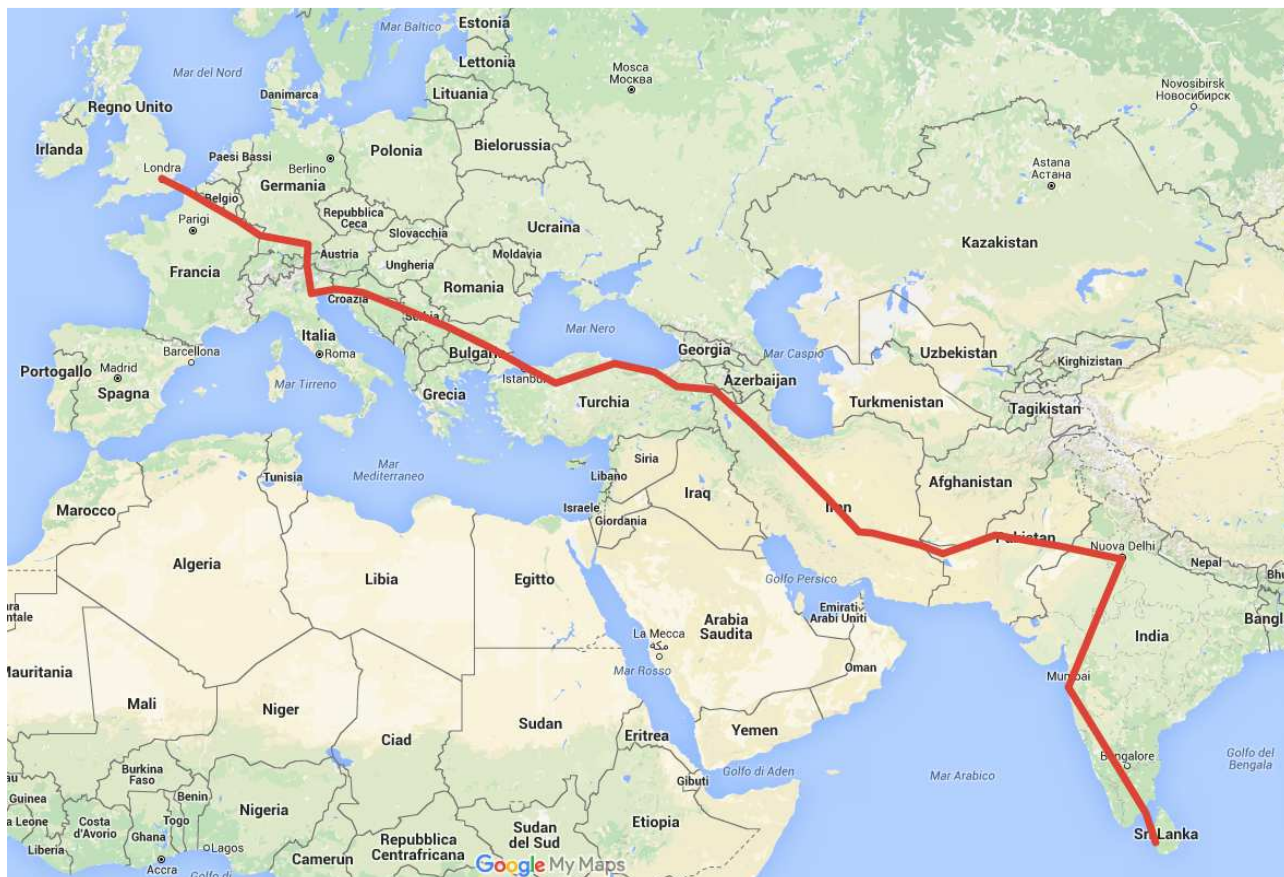 Estonia
Mar Baltico
Lettonia
Mosca
Москва
Novosibirsk
Новосибирск
Mar del Nord
Danimarca
Lituania
Regno Unito
Irlanda
Bielorussia
Paesi Bassi
Berlino
Polonia
Londra
Astana
Астана
Belgio
Germania
Parigi
Repubblica
Ceca
Ucraina
Slovacchia
Kazakistan
Austria
Moldavia
Francia
Ungheria
Romania
Croazia
Serbia
Mar Nero
Italia
Barcellona
Roma
Georgia
Mar Caspio
Uzbekistan
Kirghizistan
Portogallo
Madrid
Spagna
Mar Tirreno
Istanbul
Azerbaijan
Grecia
Turchia
Turkmenistan
Tagikistan
Mar
Mediterraneo
Tunisia
Siria
Libano
Afghanistan
Marocco
Israele
Iraq
Iran
Giordania
Pakistan
Nuova Delhi
Nepal
Algeria
Libia
Egitto
Golfo Persico
Emirati
Arabi Uniti
Arabia
Saudita
La Mecca
مكة
India
Bangl
Mauritania
Mar Rosso
Oman
Mumbai
Mali
Niger
Ciad
Sudan
Eritrea
Yemen
Burkina
Faso
Gibuti
Golfo di Aden
Mar Arabico
Bangalore
Golfo del
Bengala
Guinea
Benin
Nigeria
Etiopia
a Leone
Costa
d'Avorio
Togo
Ghana
Lagos
Sudan
del Sud
Repubblica
Centrafricana
Sri Lanka
Liberia
Accra
Camerun
Golfo di
Google My Maps